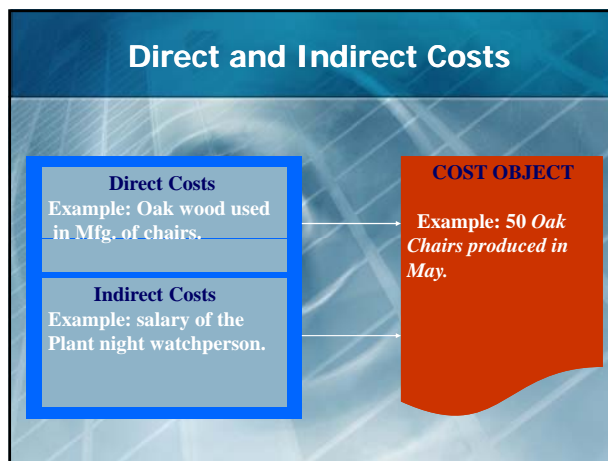 Direct and Indirect Costs
Direct Costs
Example: Oak wood used
in Mfg. of chairs.
Indirect Costs
Example: salary of the
Plant night watchperson.
COST OBJECT
Example: 50 Oak
Chairs produced in
May.